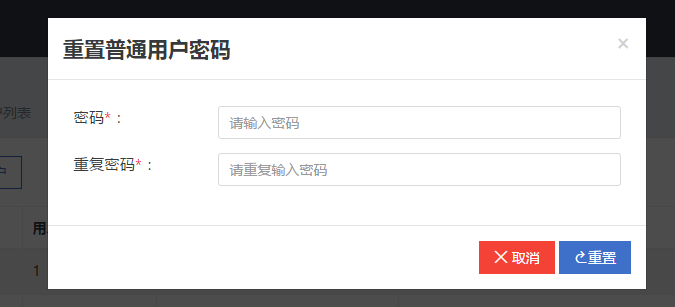 重置普通用户密码
×
户列表
密码*：
请输入密码
重复密码*：
请重复输入密码
户
用
1
取消
重置